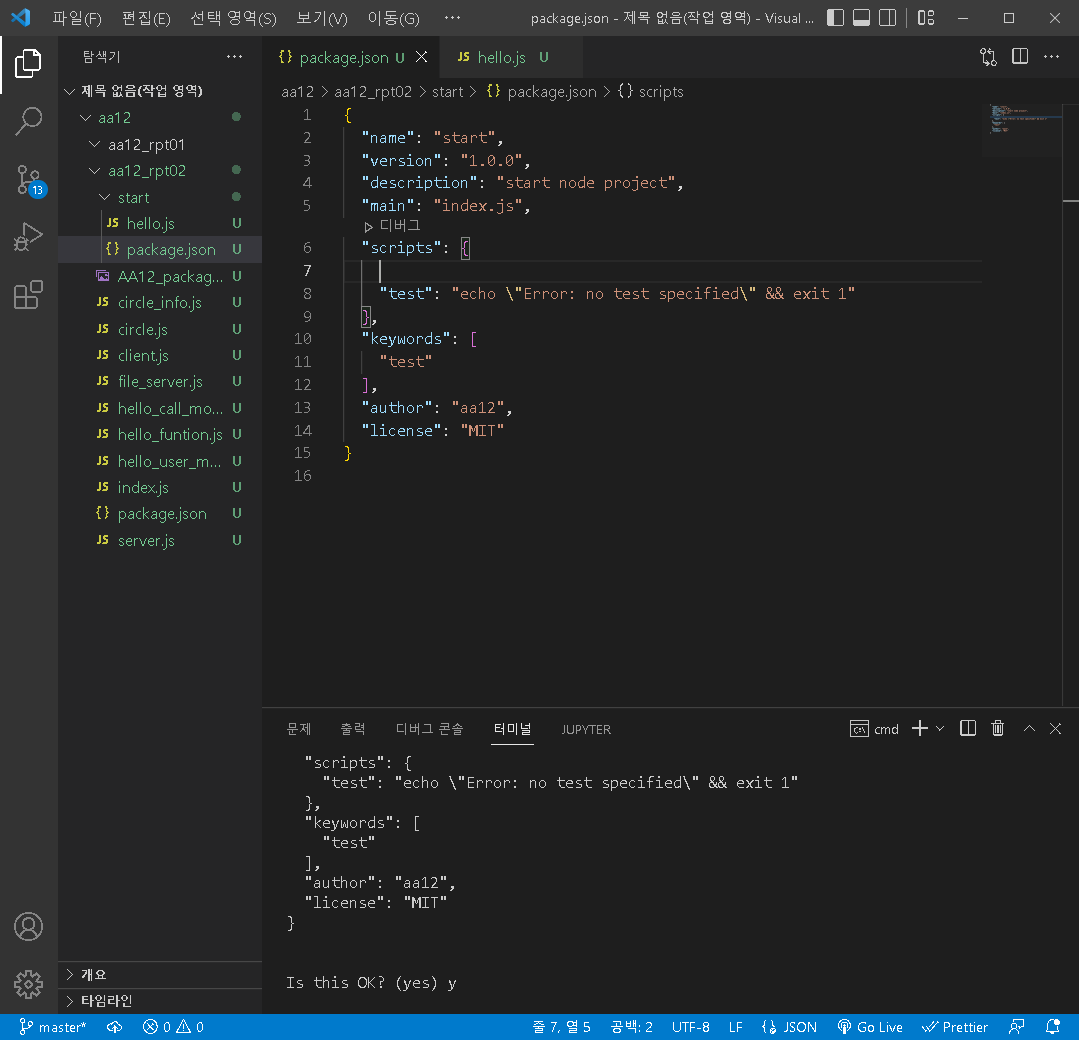 파일(F) 편집(E) 선택 영역(S) 보기(V) 이동(G) ··· package.json - 제목 없음(작업 영역) - Visual ...
탐색기 ···
제목 없음(작업 영역)
aa12
aa12_rpt01
aa12_rpt02
start
JS hello.js U
{} package.json U
AA12_packag... U
JS circle_info.js U
JS circle.js U
JS client.js U
JS file_server.js U
JS hello_call_mo... U
JS hello_funtion.js U
JS hello_user_m... U
JS index.js U
{} package.json U
JS server.js U
개요
타임라인
13
{} package.json U JS hello.js U
aa12 > aa12_rpt02 > start > {} package.json > {} scripts
1 {
2 "name": "start",
3 "version": "1.0.0",
4 "description": "start node project",
5 "main": "index.js",
디버그
6 "scripts": {
7
8 "test": "echo \"Error: no test specified\" && exit 1"
9 },
10 "keywords": [
11 "test"
12 ],
13 "author": "aa12",
14 "license": "MIT"
15 }
16
문제 출력 디버그 콘솔 터미널 JUPYTER cmd
"scripts": {
"test": "echo \"Error: no test specified\" && exit 1"
},
"keywords": [
"test"
],
"author": "aa12",
"license": "MIT"
}
Is this OK? (yes) y
master* 0 0 줄 7, 열 5 공백: 2 UTF-8 LF {} JSON Go Live Prettier